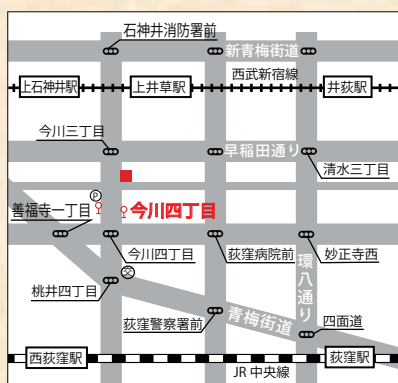 石神井消防署前
新青梅街道
西武新宿線
上石神井駅
上井草駅
井荻駅
今川三丁目
早稲田通り
清水三丁目
P
善福寺一丁目
今川四丁目
今川四丁目
荻窪病院前
妙正寺西
環八通り
交
桃井四丁目
荻窪警察署前
青梅街道
四面道
西荻窪駅
JR 中央線
荻窪駅